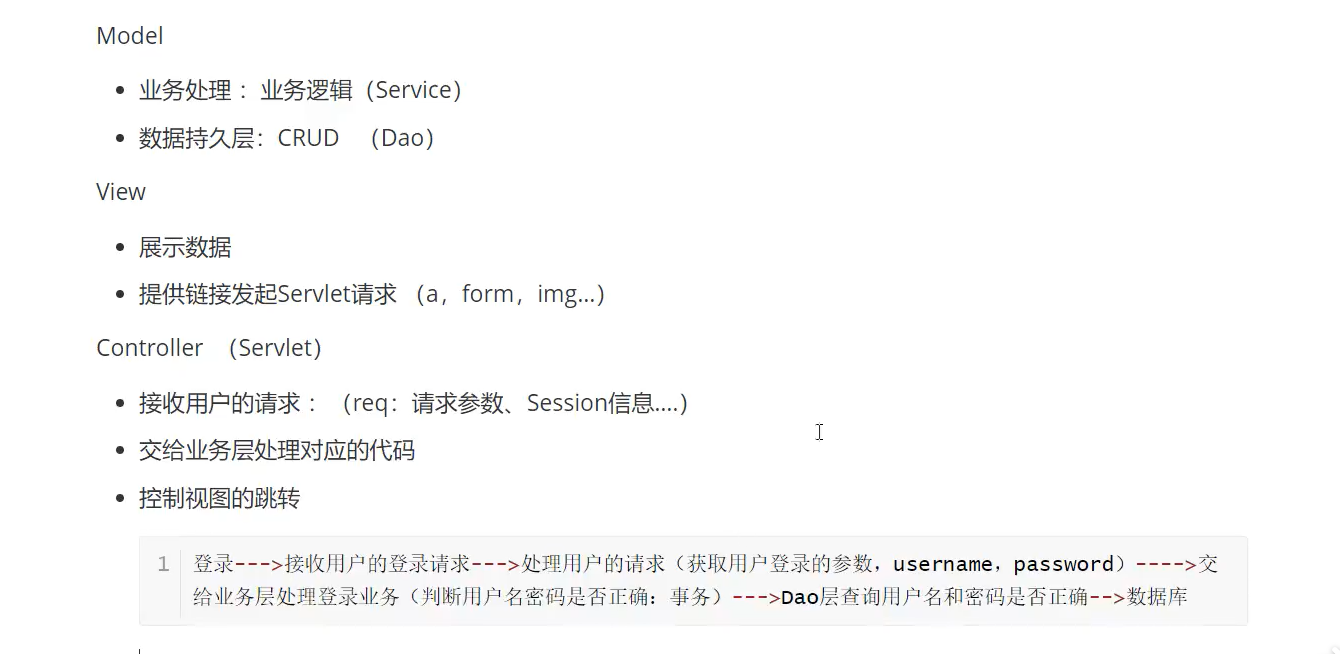 Model
业务处理 ：业务逻辑（Service）
数据持久层：CRUD （Dao）
View
展示数据
提供链接发起Servlet请求 （a，form，img…）
Controller （Servlet）
接收用户的请求 ：（req：请求参数、Session信息….）
交给业务层处理对应的代码
控制视图的跳转
1 登录--->接收用户的登录请求--->处理用户的请求（获取用户登录的参数，username，password）---->交
给业务层处理登录业务（判断用户名密码是否正确：事务）--->Dao层查询用户名和密码是否正确-->数据库